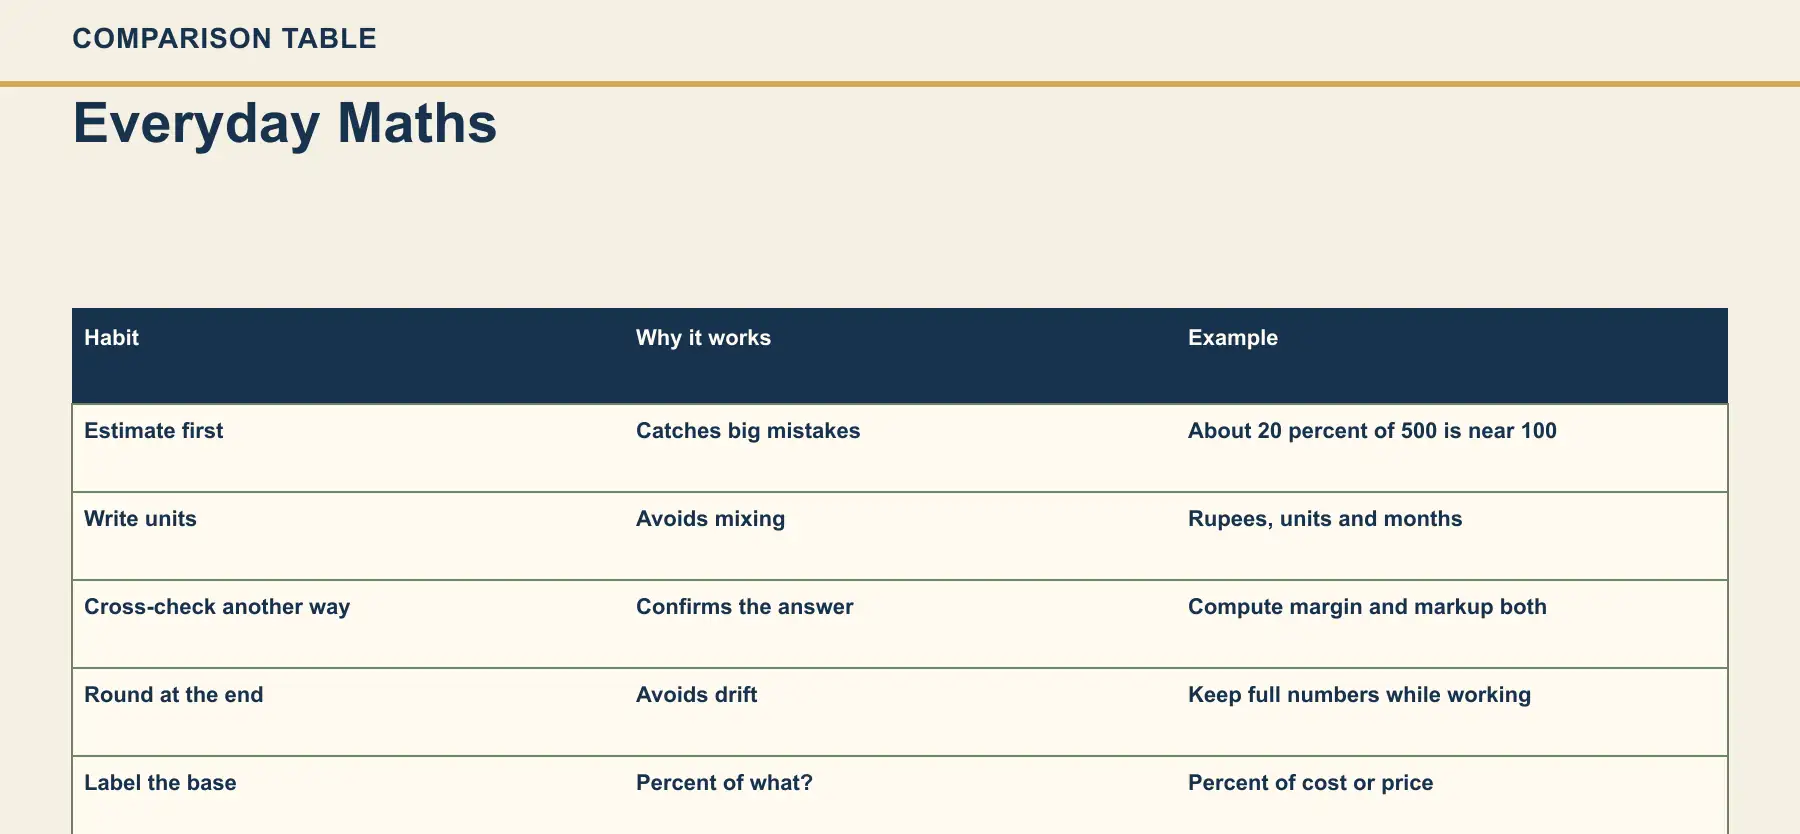 COMPARISON TABLE
Everyday Maths
Habit Why it works Example
Estimate first Catches big mistakes About 20 percent of 500 is near 100
Write units Avoids mixing Rupees, units and months
Cross-check another way Confirms the answer Compute margin and markup both
Round at the end Avoids drift Keep full numbers while working
Label the base Percent of what? Percent of cost or price